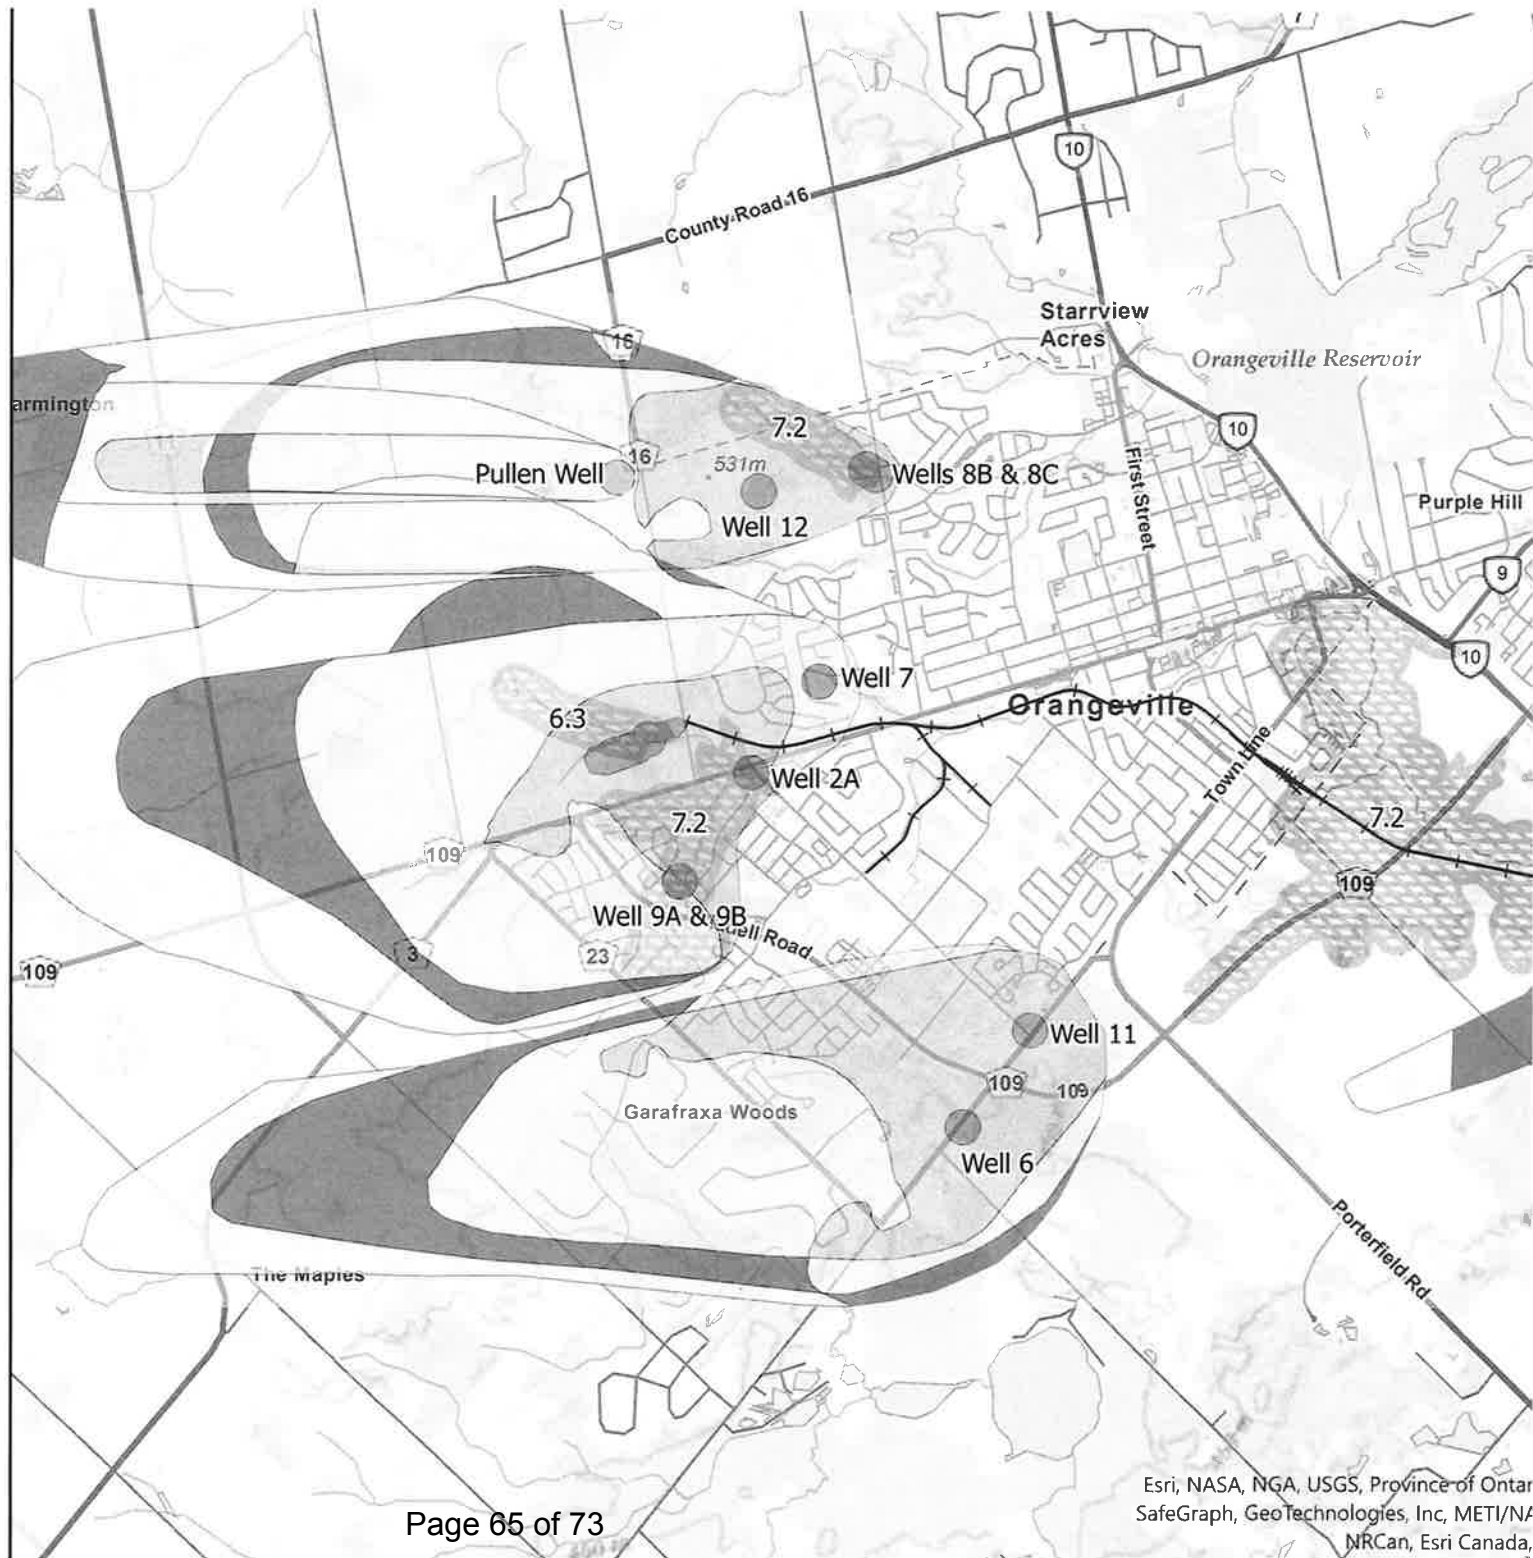 10
County Road 16
Starrview
Acres
16
Orangeville Reservoir
armington
10
7.2
16
531m
Pullen Well
Wells 8B & 8C
First Street
Purple Hill
Well 12
9
10
Well 7
6.3
Orangeville
Well 2A
Town Line
7.2
7.2
109
109
Well 9A & 9B
dell Road
3
23
109
Well 11
109
109
Garafraxa Woods
Well 6
Porterfield Rd
The Maples
Esri, NASA, NGA, USGS, Province of Ontar
SafeGraph, GeoTechnologies, Inc, METI/NA
NRCan, Esri Canada,
Page 65 of 73